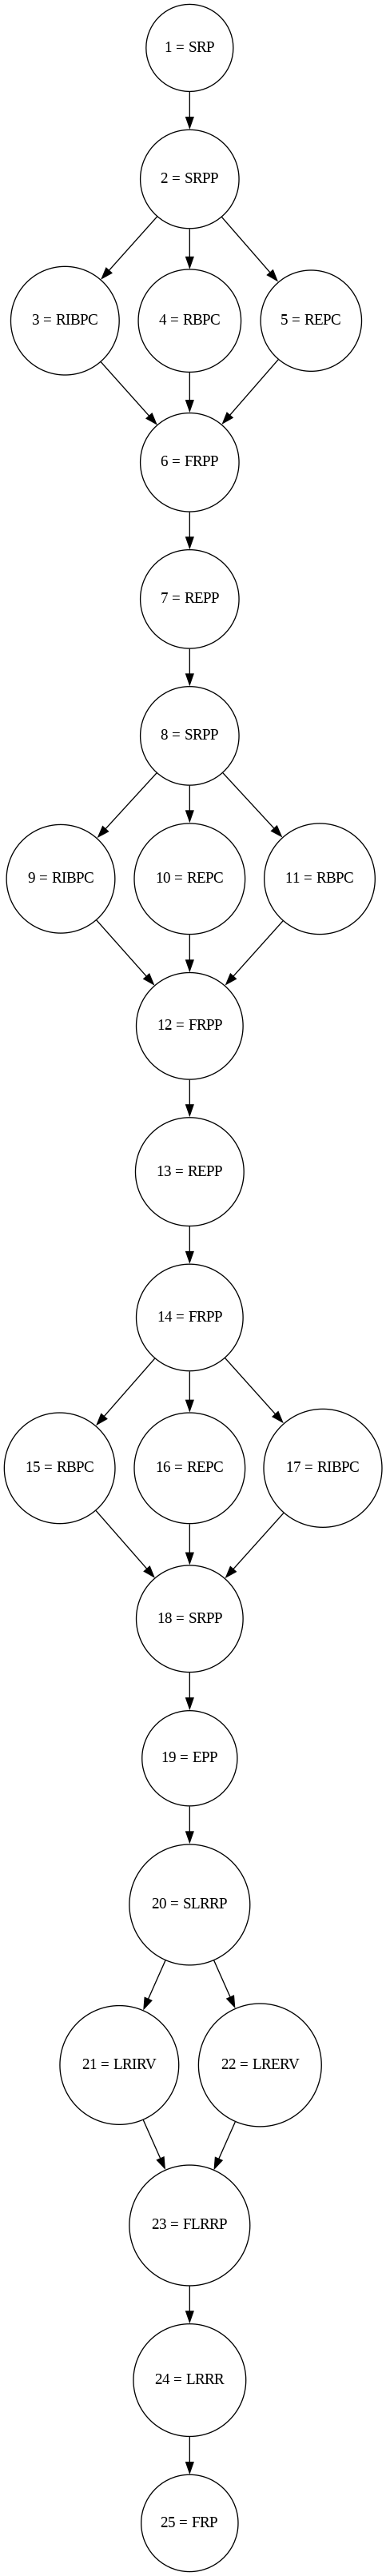 1 = SRP
2 = SRPP
3 = RIBPC
4 = RBPC
5 = REPC
6 = FRPP
7 = REPP
8 = SRPP
9 = RIBPC
10 = REPC
11 = RBPC
12 = FRPP
13 = REPP
14 = FRPP
15 = RBPC
16 = REPC
17 = RIBPC
18 = SRPP
19 = EPP
20 = SLRRP
21 = LRIRV
22 = LRERV
23 = FLRRP
24 = LRRR
25 = FRP